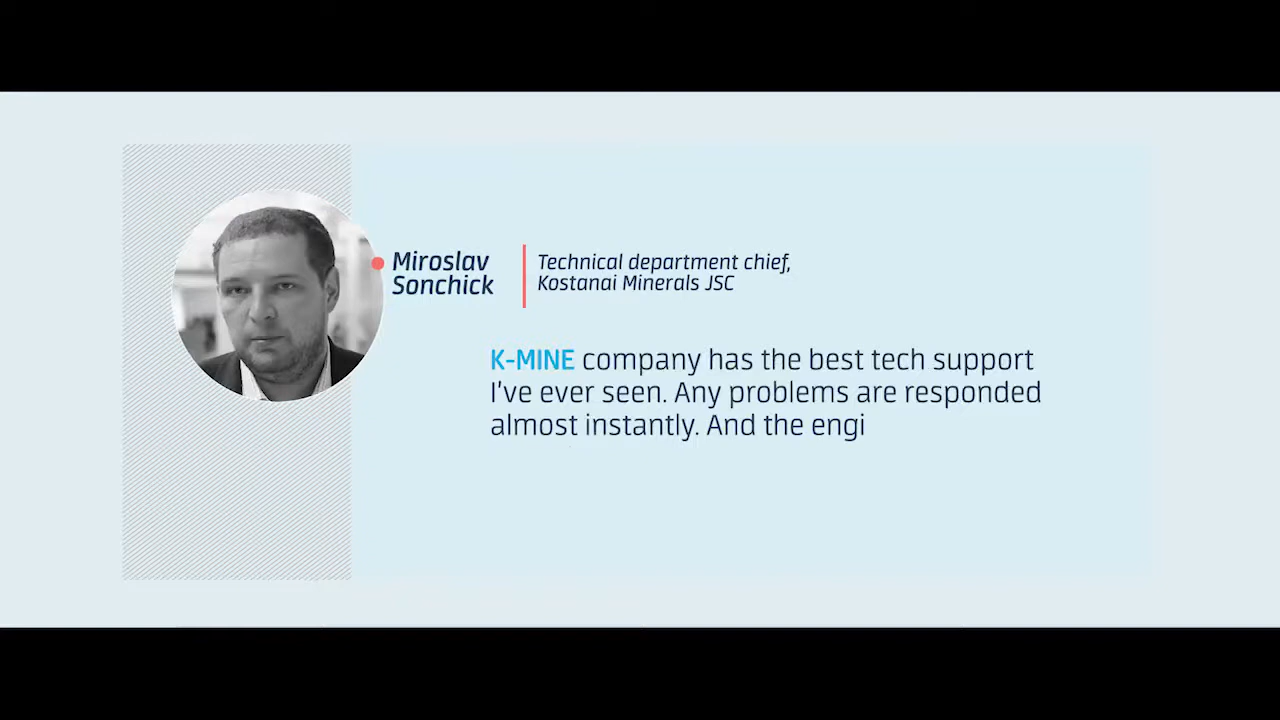 Miroslav
Sonchick
Technical department chief,
Kostanai Minerals JSC
K-MINE company has the best tech support
I've ever seen. Any problems are responded
almost instantly. And the engi